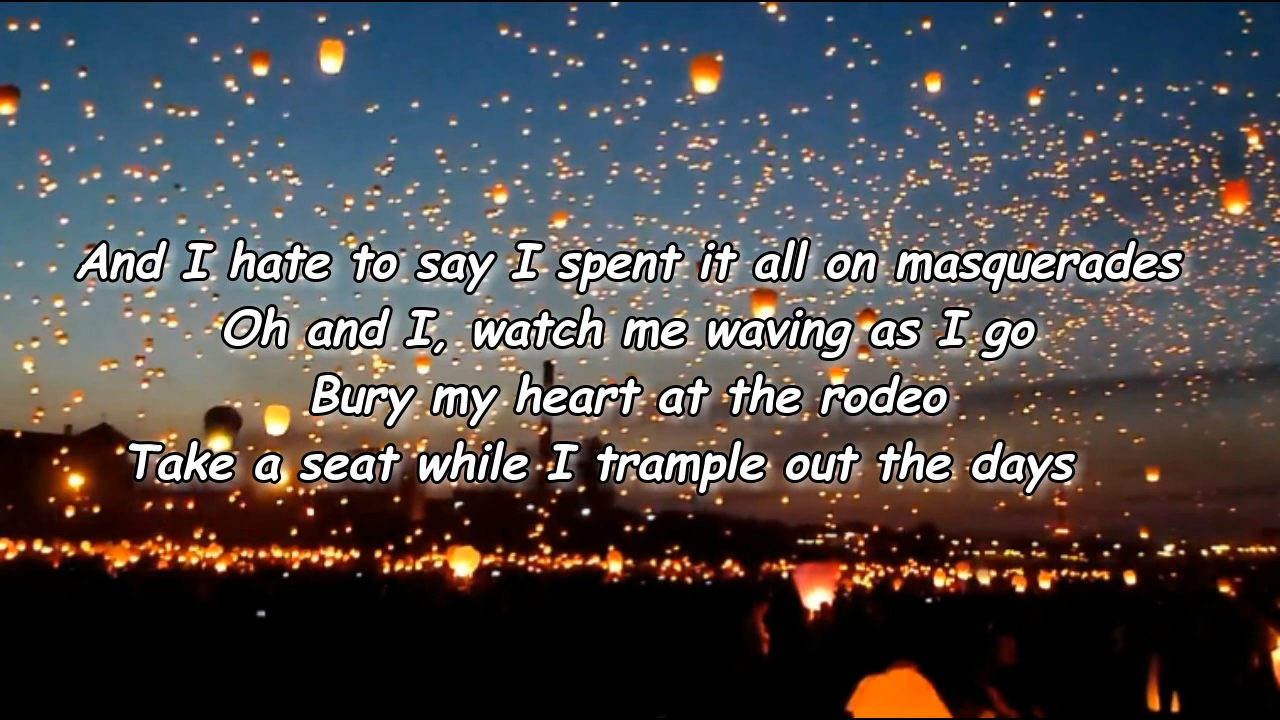 And I hate to say I spent it all on masquerades
Oh and I, watch me waving as I go
Bury my heart at the rodeo
Take a seat while I trample out the days